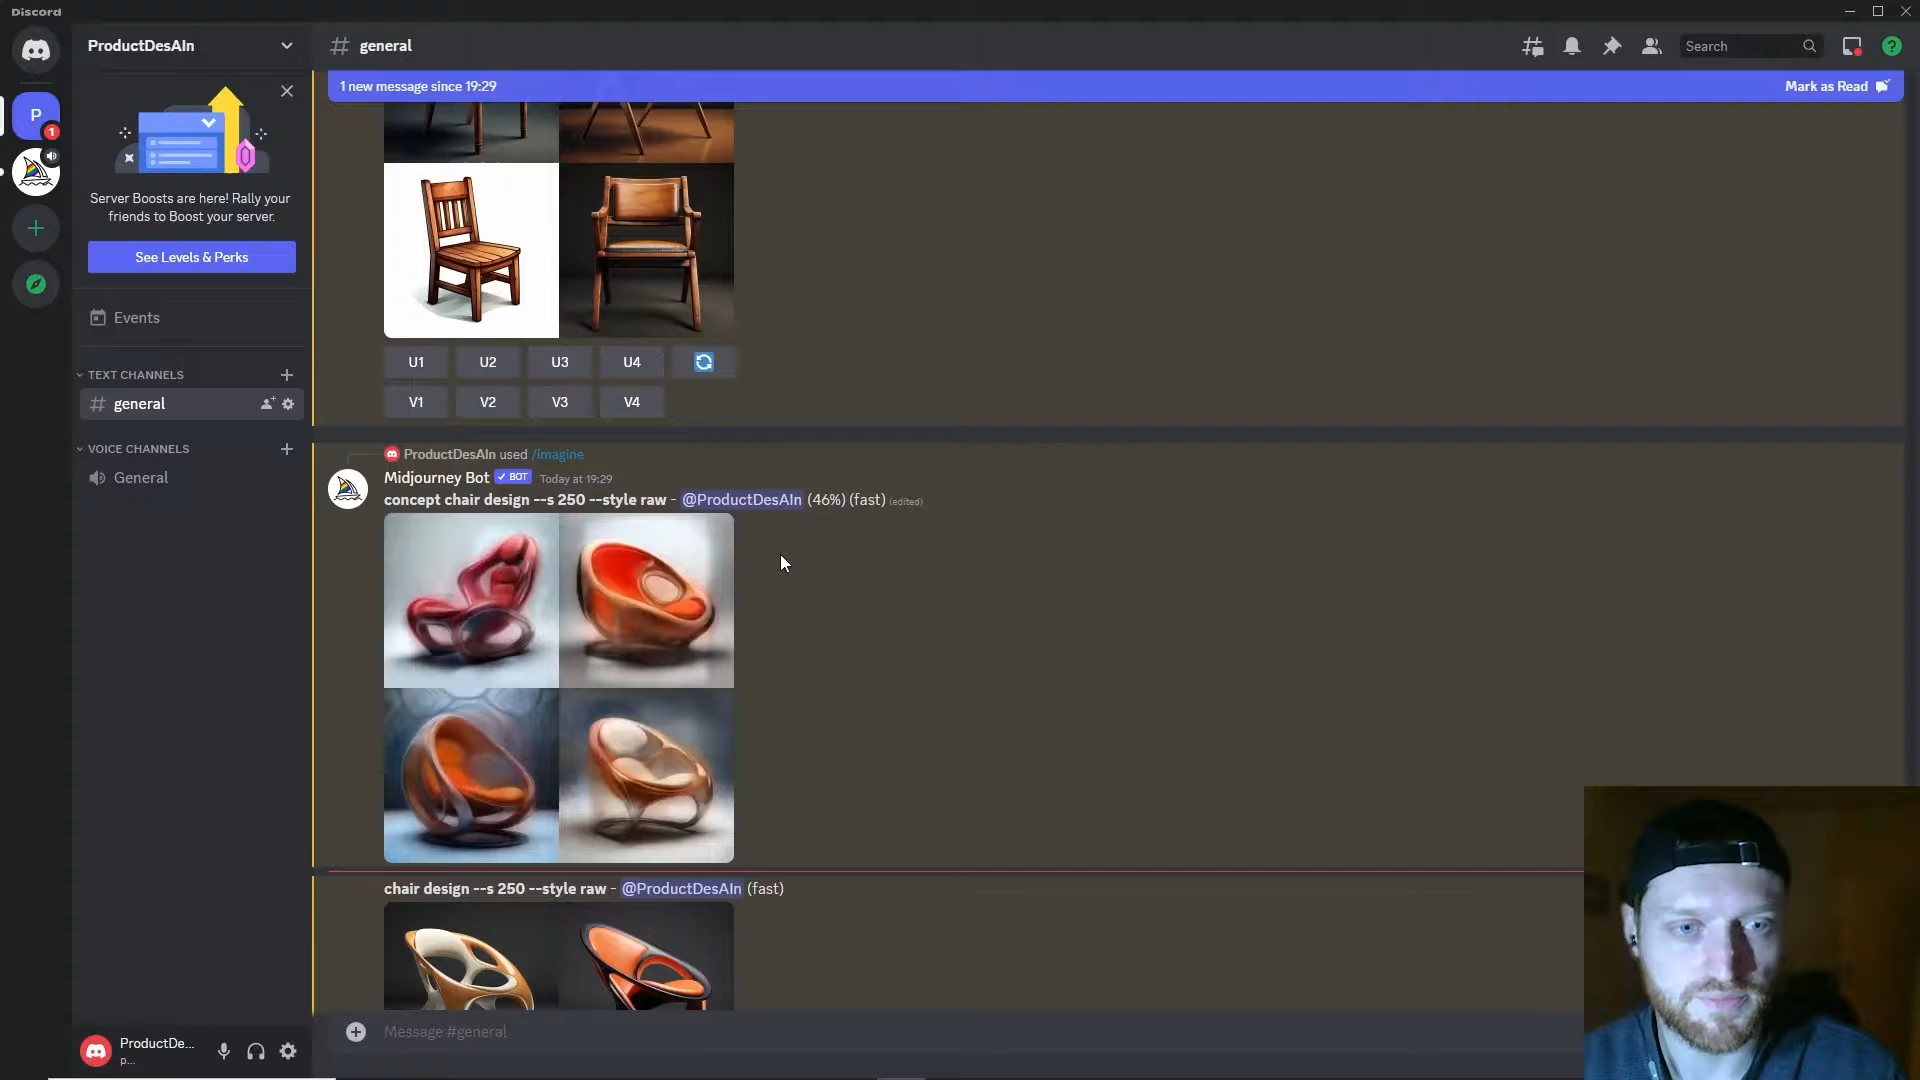 Discord
ProductDesAIn
general
1 new message since 19:29
Mark as Read
Search
P
1
Server Boosts are here! Rally your
friends to Boost your server.
See Levels & Perks
Events
TEXT CHANNELS
general
VOICE CHANNELS
General
U1 U2 U3 U4
V1 V2 V3 V4
ProductDesAIn used /imagine
Midjourney Bot BOT Today at 19:29
concept chair design --s 250 --style raw - @ProductDesAIn (46%) (fast) (edited)
chair design --s 250 --style raw - @ProductDesAIn (fast)
Message #general
ProductDe...
p...